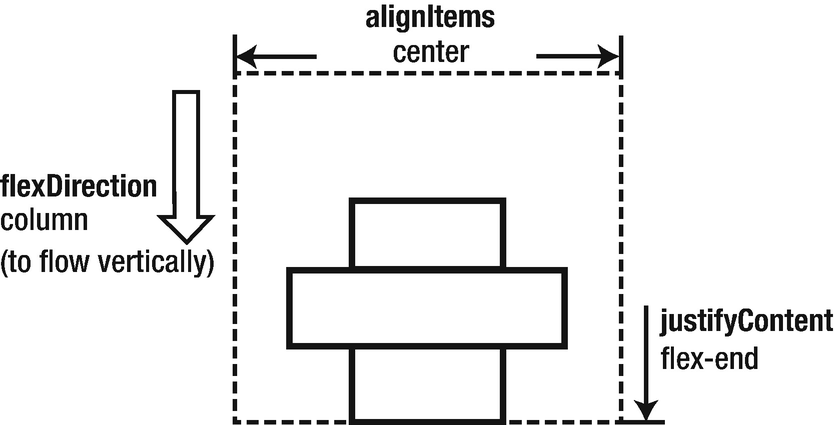 alignItems
center
flexDirection
column
(to flow vertically)
justifyContent
flex-end